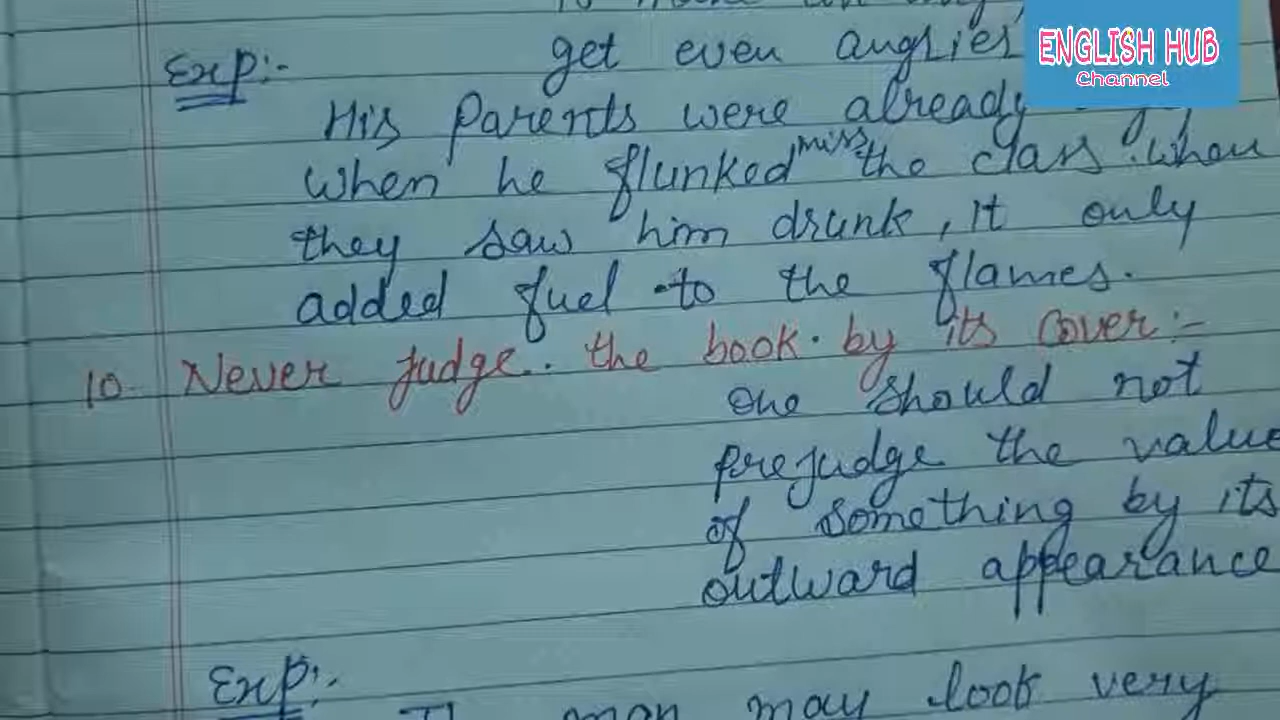 get even angrier
ENGLISH HUB
Channel
Exp:-
His Parents were already
when he flunked miss the class. when
they saw him drunk, it only
added fuel to the flames.
10. Never judge.. the book. by its cover:-
one should not
prejudge the value
of something by its
outward appearance
Exp:-
man may look very